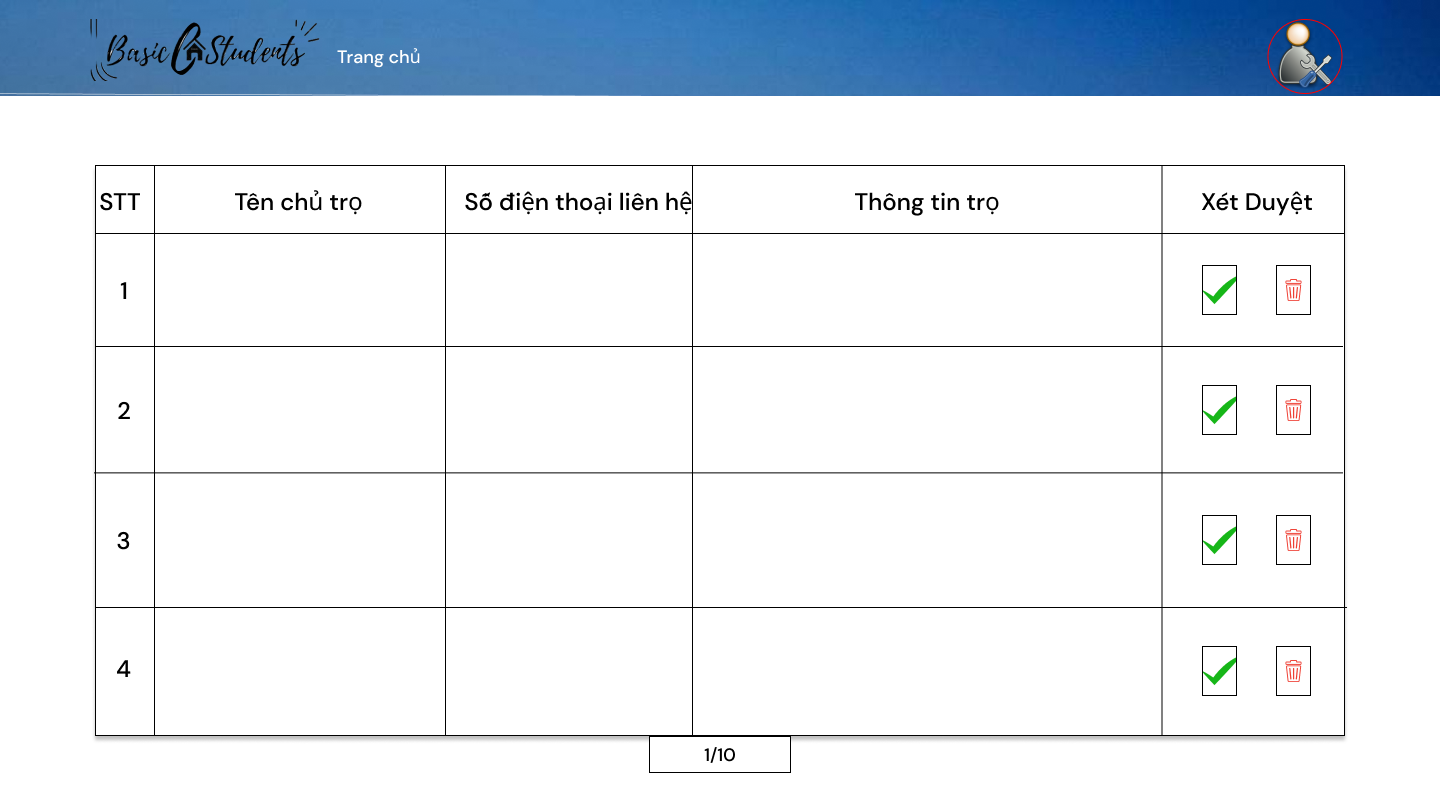 Basic Students
Trang chủ
STT Tên chủ trọ Số điện thoại liên hệ Thông tin trọ Xét Duyệt
1
2
3
4
1/10